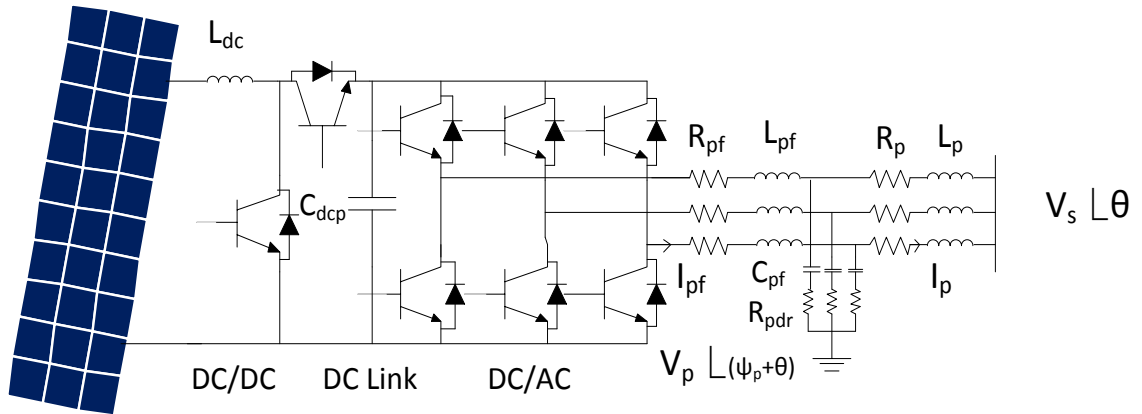 L_dc
R_pf
L_pf
R_p
L_p
C_dcp
V_s ∟θ
I_pf
C_pf
I_p
R_pdr
V_p ∟(ψ_p+θ)
DC/DC
DC Link
DC/AC